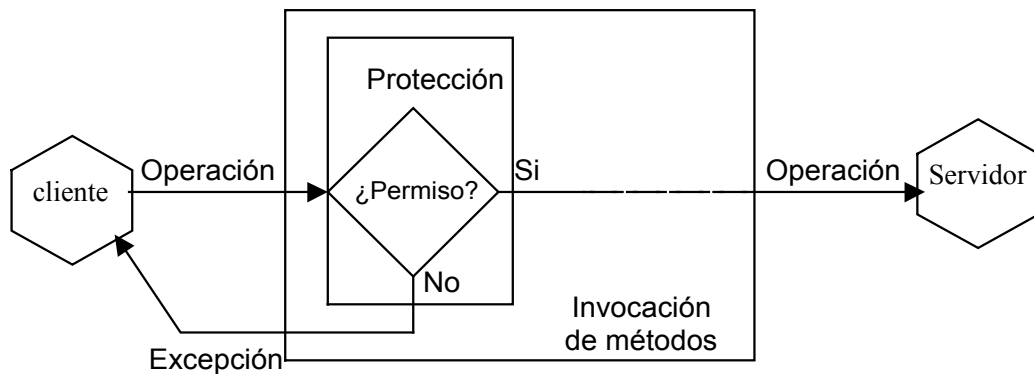 Protección
Operación
Si
Operación
cliente
¿Permiso?
Servidor
No
Invocación
de métodos
Excepción